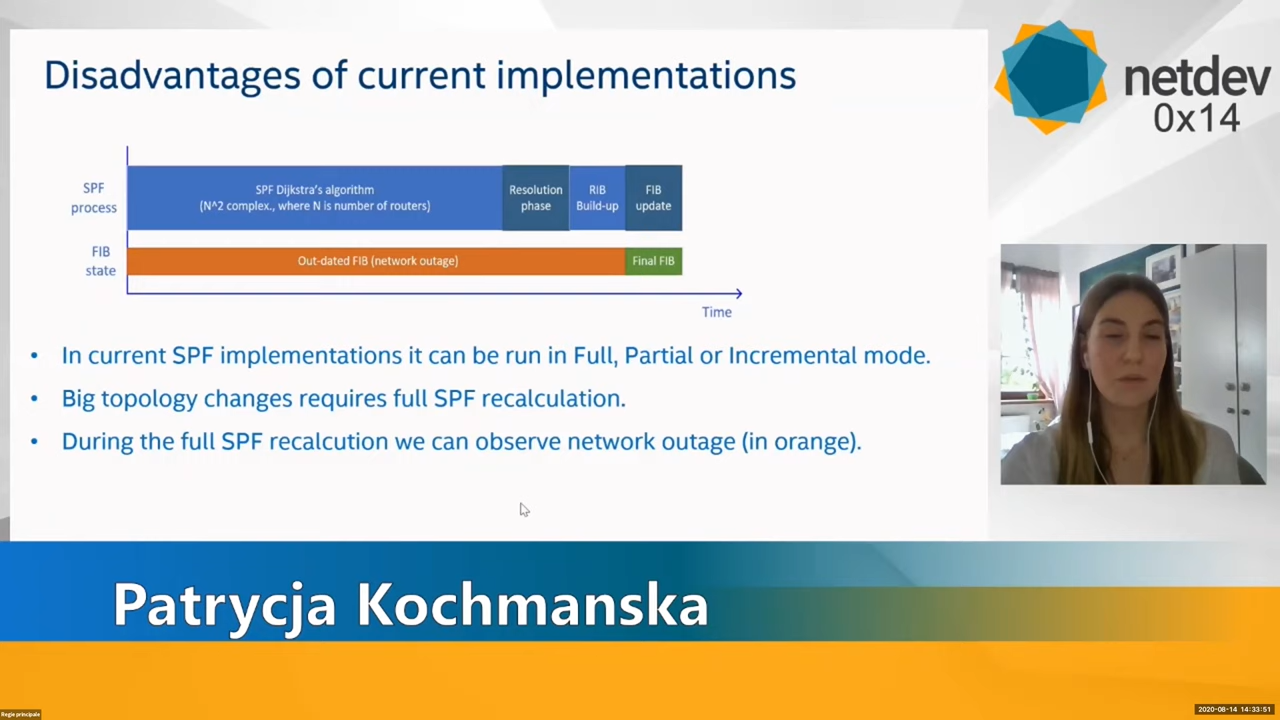 Disadvantages of current implementations
netdev
0x14
SPF
process
SPF Dijkstra's algorithm
(N^2 complex., where N is number of routers)
Resolution
phase
RIB
Build-up
FIB
update
FIB
state
Out-dated FIB (network outage)
Final FIB
Time
• In current SPF implementations it can be run in Full, Partial or Incremental mode.
• Big topology changes requires full SPF recalculation.
• During the full SPF recalcution we can observe network outage (in orange).
Patrycja Kochmanska
Regie principale
2020-08-14 14:33:51